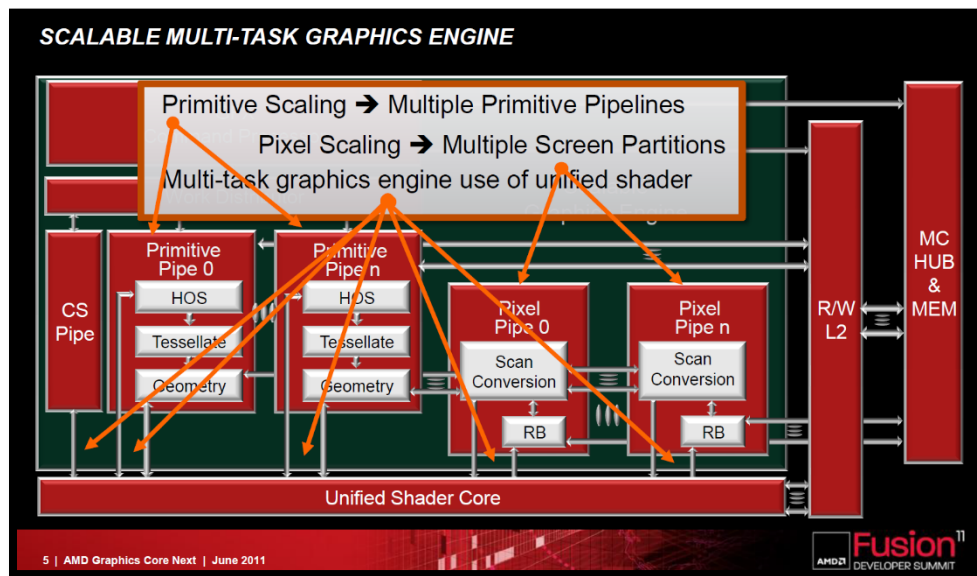 SCALABLE MULTI-TASK GRAPHICS ENGINE
Primitive Scaling ➔ Multiple Primitive Pipelines
Pixel Scaling ➔ Multiple Screen Partitions
Multi-task graphics engine use of unified shader
CS
Pipe
Primitive
Pipe 0
HOS
Tessellate
Geometry
Primitive
Pipe n
HOS
Tessellate
Geometry
Pixel
Pipe 0
Scan
Conversion
RB
Pixel
Pipe n
Scan
Conversion
RB
R/W
L2
MC
HUB
&
MEM
Unified Shader Core
5 | AMD Graphics Core Next | June 2011
AMD
Fusion 11
DEVELOPER SUMMIT